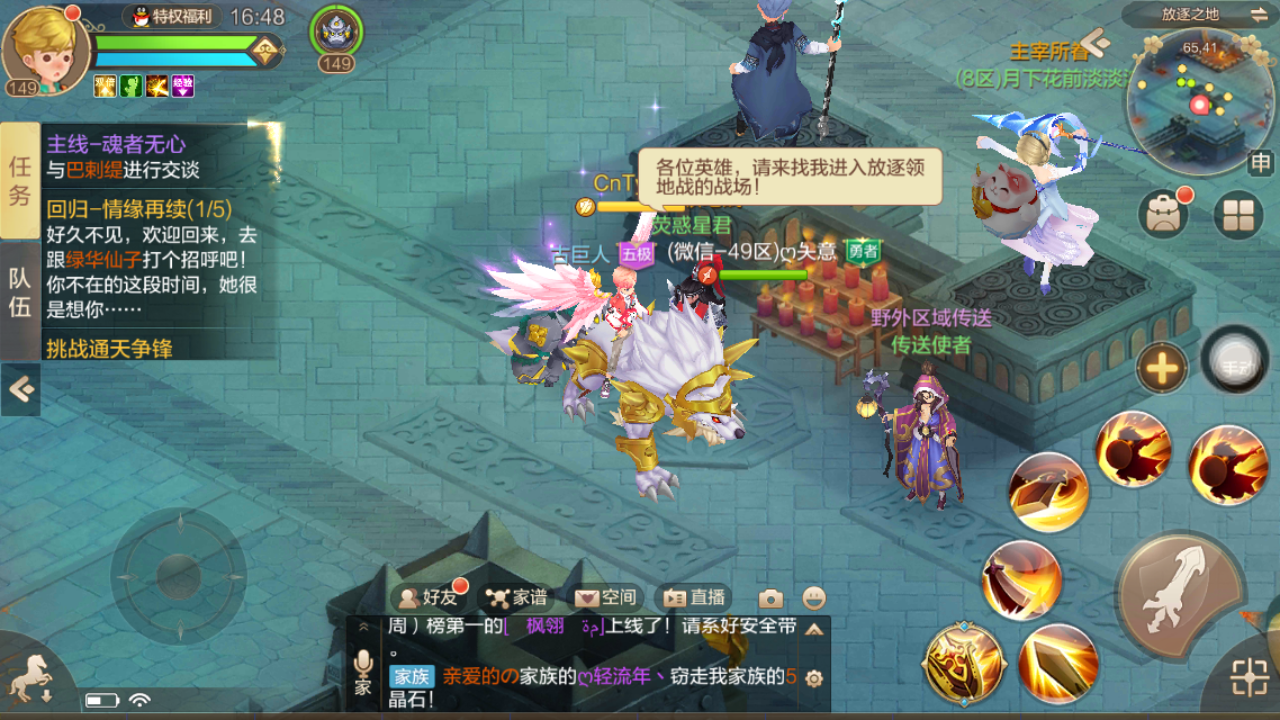 特权福利 16:48
149
149
双倍
经验
放逐之地
65,41
申
主宰所眷
(8区)月下花前淡淡
任务
队伍
主线-魂者无心
与巴刺缇进行交谈
回归-情缘再续(1/5)
好久不见，欢迎回来，去
跟绿华仙子打个招呼吧！
你不在的这段时间，她很
是想你……
挑战通天争锋
各位英雄，请来找我进入放逐领
地战的战场！
CnT
荧惑星君
古巨人 五极 (微信-49区)ღ失意 勇者
野外区域传送
传送使者
手动
好友 家谱 空间 直播
周）榜第一的[ 枫翎 ]上线了！请系好安全带
。
家
家族 亲爱的の家族的ღ轻流年、窃走我家族的5
晶石！